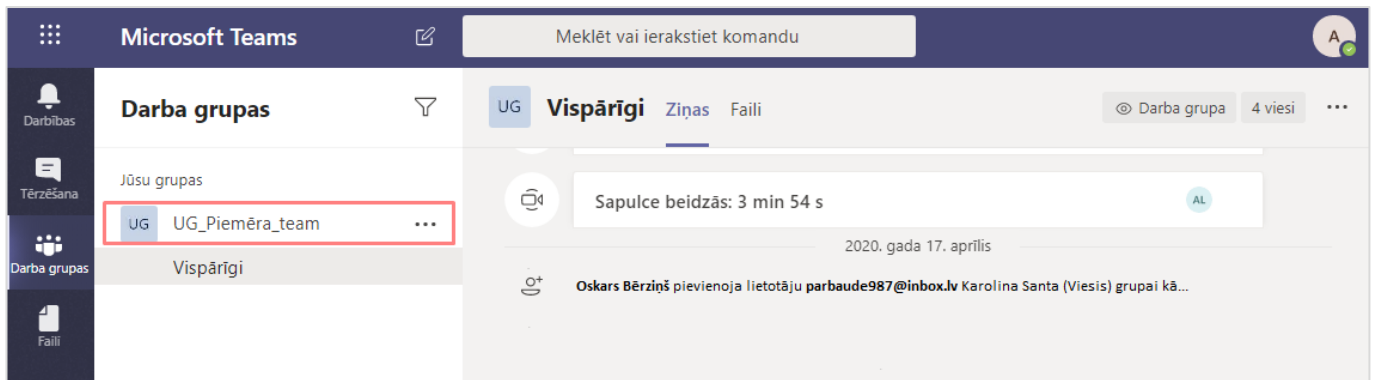 Microsoft Teams
Meklēt vai ierakstiet komandu
A
Darbības
Tērzēšana
Darba grupas
Faili
Darba grupas
Jūsu grupas
UG UG_Piemēra_team
Vispārīgi
UG Vispārīgi Ziņas Faili
Darba grupa 4 viesi
Sapulce beidzās: 3 min 54 s AL
2020. gada 17. aprīlis
Oskars Bērziņš pievienoja lietotāju parbaude987@inbox.lv Karolina Santa (Viesis) grupai kā...